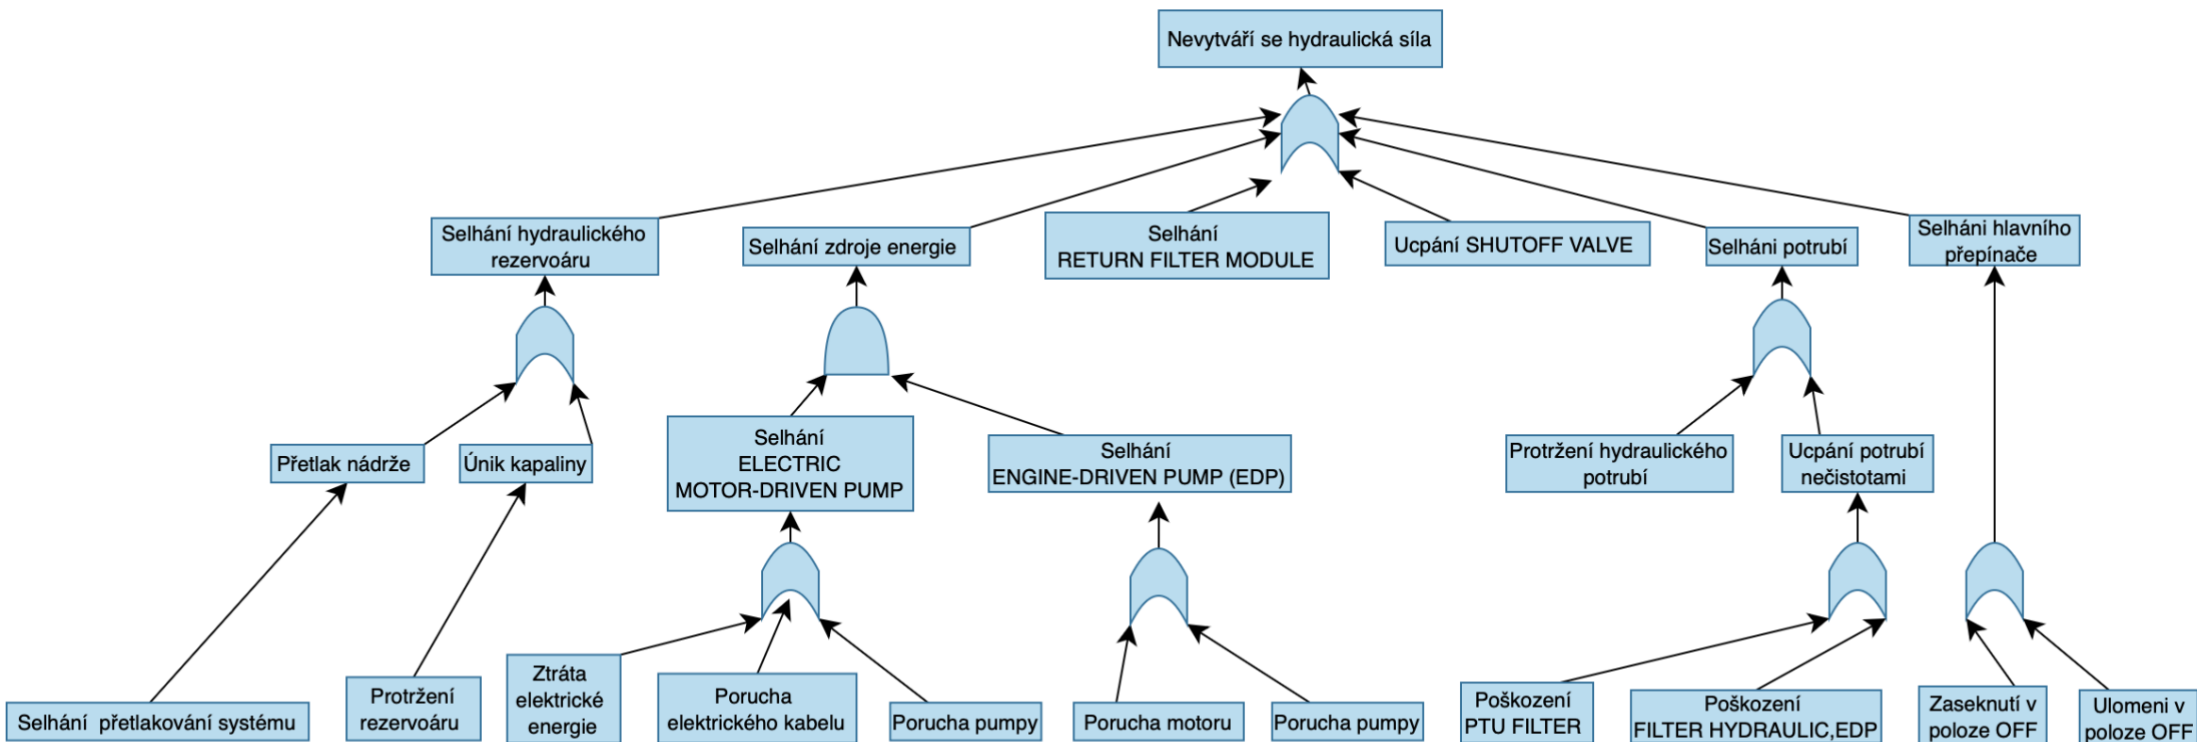 Nevytváří se hydraulická síla
Selhání hydraulického
rezervoáru
Selhání zdroje energie
Selhání
RETURN FILTER MODULE
Ucpání SHUTOFF VALVE
Selháni potrubí
Selháni hlavního
přepínače
Přetlak nádrže
Únik kapaliny
Selhání
ELECTRIC
MOTOR-DRIVEN PUMP
Selhání
ENGINE-DRIVEN PUMP (EDP)
Protržení hydraulického
potrubí
Ucpání potrubí
nečistotami
Selhání přetlakování systému
Protržení
rezervoáru
Ztráta
elektrické
energie
Porucha
elektrického kabelu
Porucha pumpy
Porucha motoru
Porucha pumpy
Poškození
PTU FILTER
Poškození
FILTER HYDRAULIC,EDP
Zaseknutí v
poloze OFF
Ulomeni v
poloze OFF